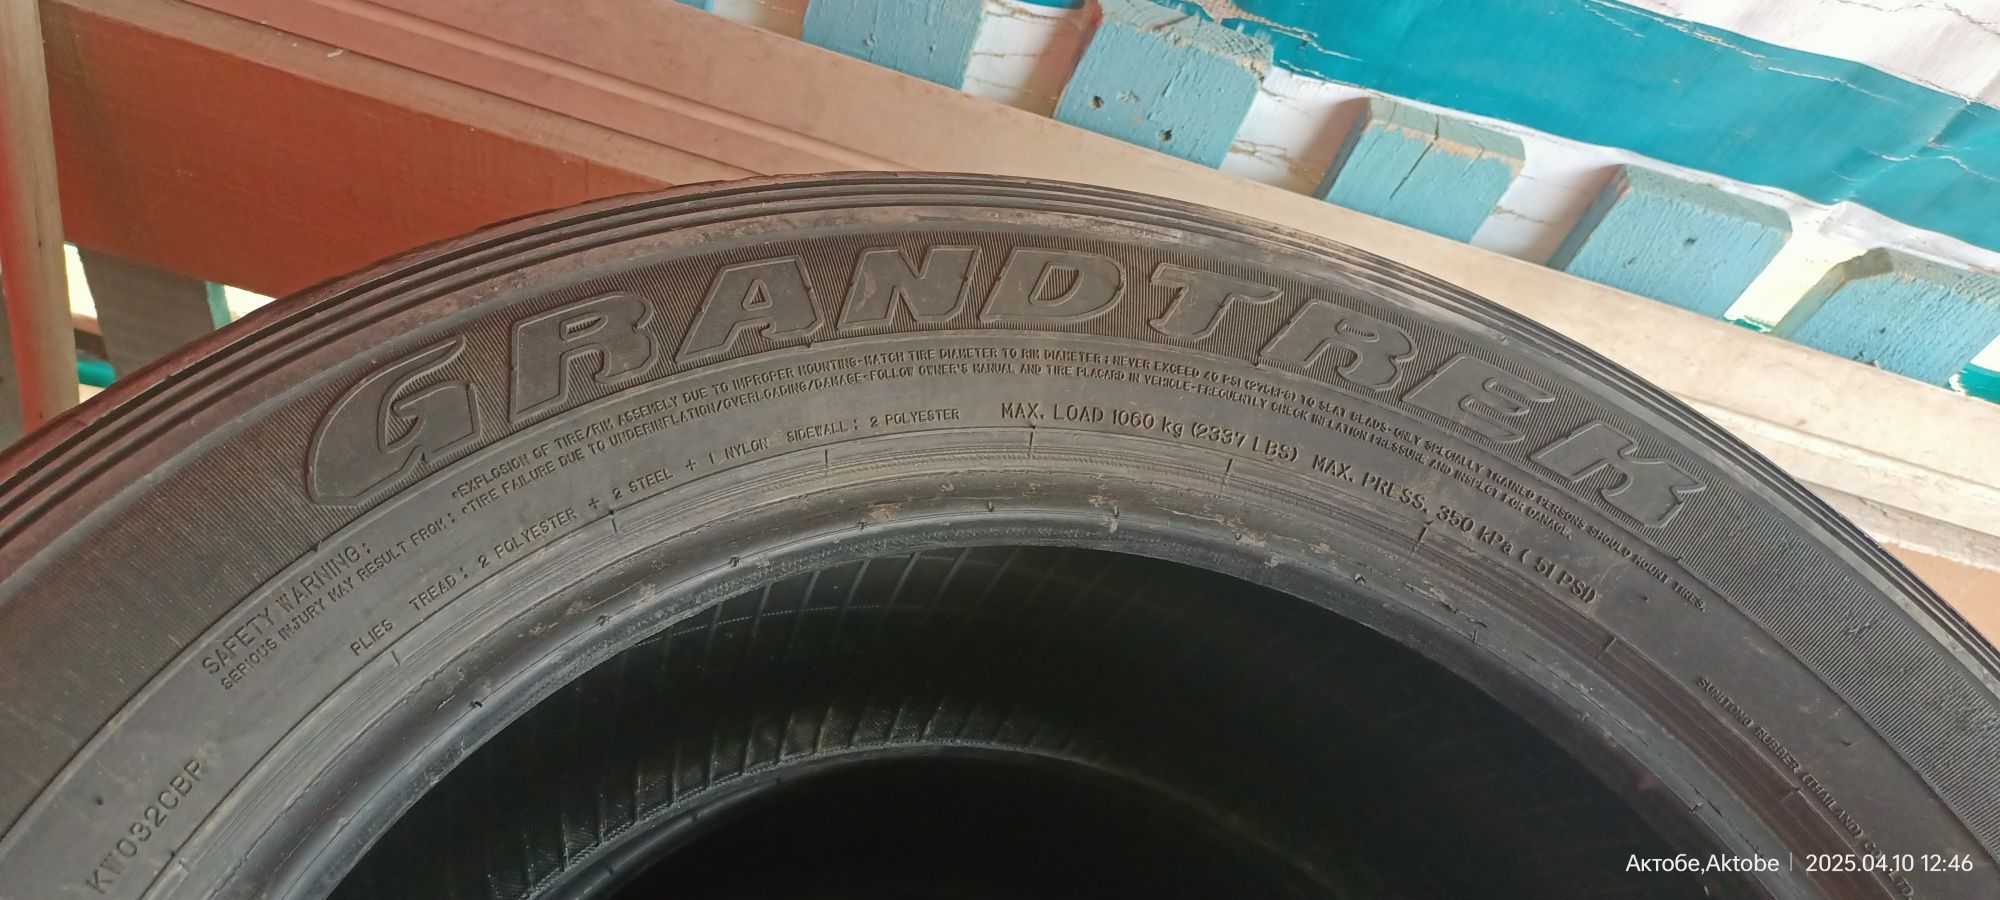 GRANDTREK
SAFETY WARNING:
SERIOUS INJURY MAY RESULT FROM: •EXPLOSION OF TIRE/RIM ASSEMBLY DUE TO IMPROPER MOUNTING-MATCH TIRE DIAMETER TO RIM DIAMETER; NEVER EXCEED 40 PSI (275KPa) TO SEAT BEADS-ONLY SPECIALLY TRAINED PERSONS SHOULD MOUNT TIRES.
•TIRE FAILURE DUE TO UNDERINFLATION/OVERLOADING/DAMAGE-FOLLOW OWNER'S MANUAL AND TIRE PLACARD IN VEHICLE-FREQUENTLY CHECK INFLATION PRESSURE AND INSPECT FOR DAMAGE.
PLIES TREAD: 2 POLYESTER + 2 STEEL + 1 NYLON SIDEWALL: 2 POLYESTER MAX. LOAD 1060 kg (2337 LBS) MAX. PRESS. 350 kPa (51PSI)
KW032CBR
SUMITOMO RUBBER (THAILAND) CO., LTD.
Актобе,Aktobe | 2025.04.10 12:46